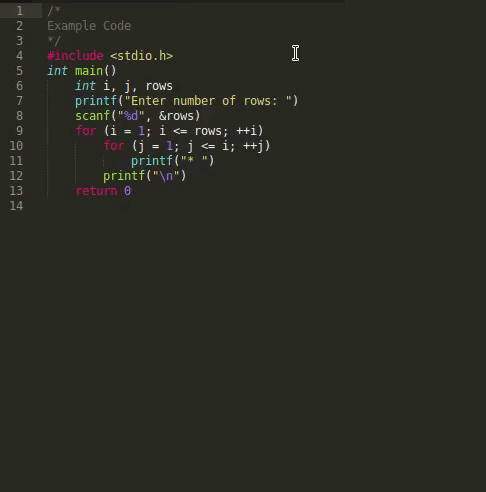 1 /*
2 Example Code
3 */
4 #include <stdio.h>
5 int main()
6     int i, j, rows
7     printf("Enter number of rows: ")
8     scanf("%d", &rows)
9     for (i = 1; i <= rows; ++i)
10         for (j = 1; j <= i; ++j)
11             printf("* ")
12         printf("\n")
13     return 0
14